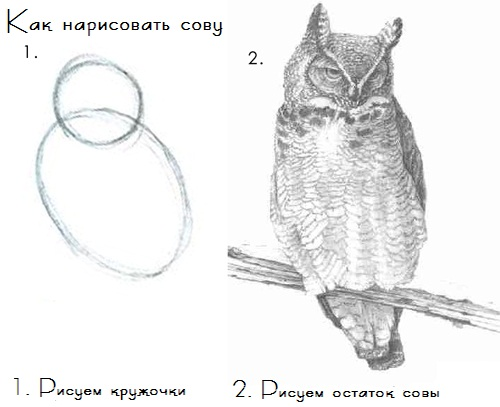 Как нарисовать сову
1.
2.
1. Рисуем кружочки
2. Рисуем остаток совы